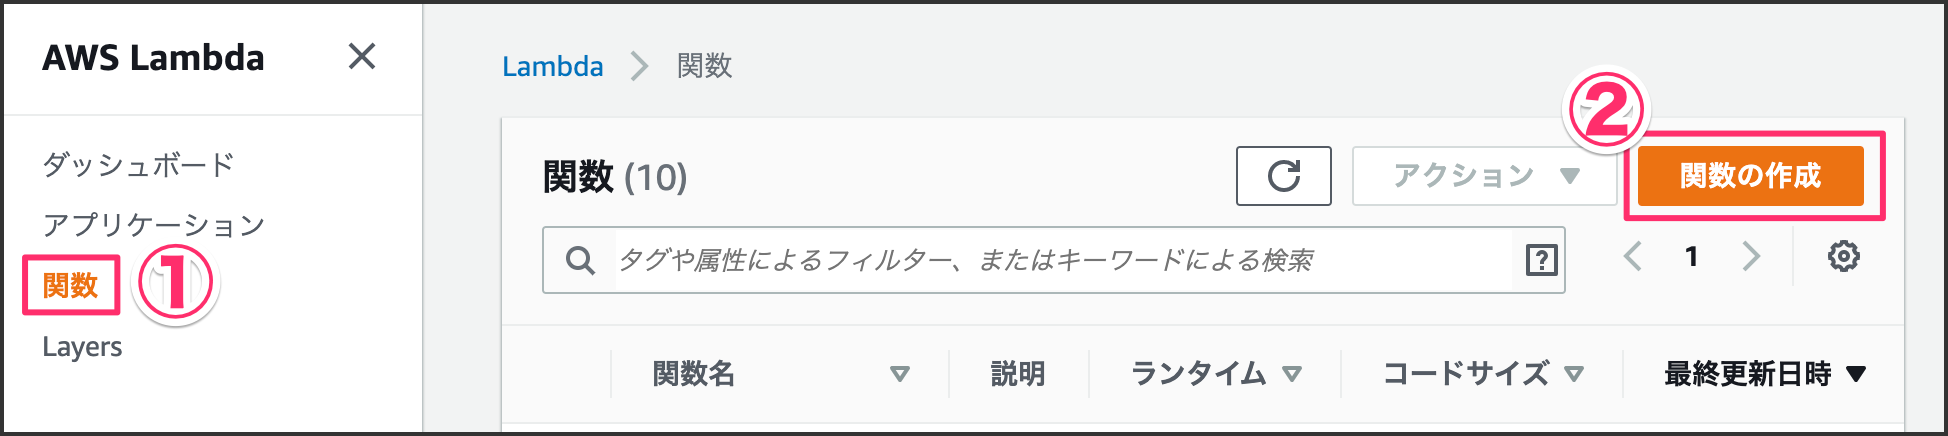 AWS Lambda
ダッシュボード
アプリケーション
関数
①
Layers
Lambda > 関数
②
関数 (10)
アクション ▼
関数の作成
タグや属性によるフィルター、またはキーワードによる検索
?
< 1 >
関数名 ▽ 説明 ランタイム ▽ コードサイズ ▽ 最終更新日時 ▼